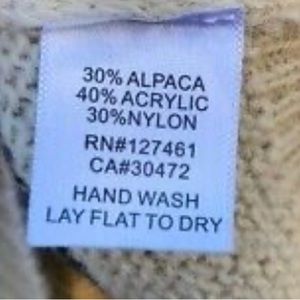 30% ALPACA
40% ACRYLIC
30%NYLON
RN#127461
CA#30472
HAND WASH
LAY FLAT TO DRY